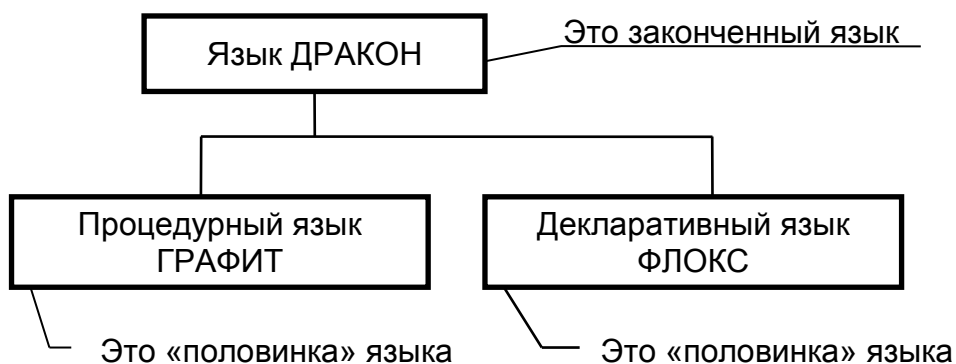 Язык ДРАКОН
Это законченный язык
Процедурный язык
ГРАФИТ
Декларативный язык
ФЛОКС
Это «половинка» языка
Это «половинка» языка